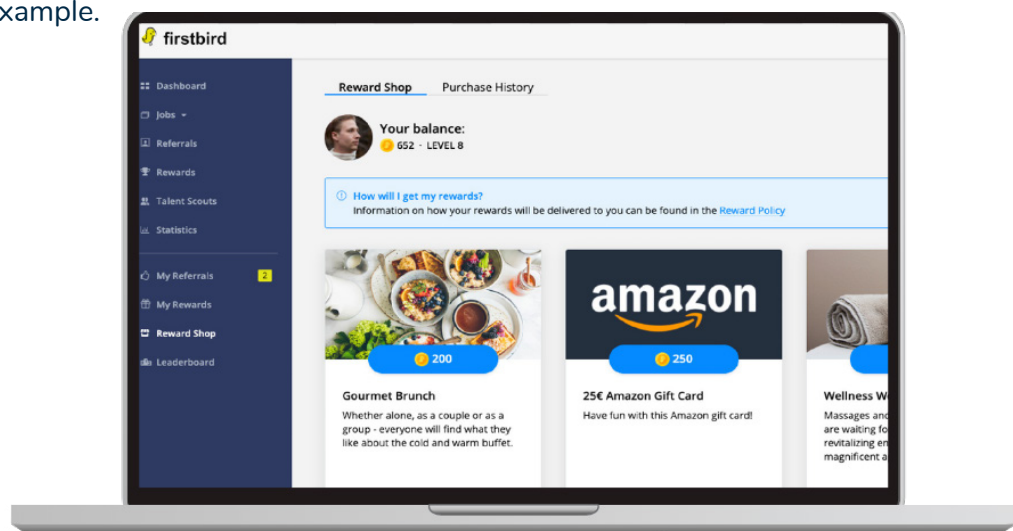 xample.
firstbird
Dashboard
Jobs
Referrals
Rewards
Talent Scouts
Statistics
My Referrals 2
My Rewards
Reward Shop
Leaderboard
Reward Shop Purchase History
Your balance:
652 · LEVEL 8
How will I get my rewards?
Information on how your rewards will be delivered to you can be found in the Reward Policy
200
Gourmet Brunch
Whether alone, as a couple or as a
group - everyone will find what they
like about the cold and warm buffet.
amazon
250
25€ Amazon Gift Card
Have fun with this Amazon gift card!
Wellness W
Massages and
are waiting fo
revitalizing en
magnificent a